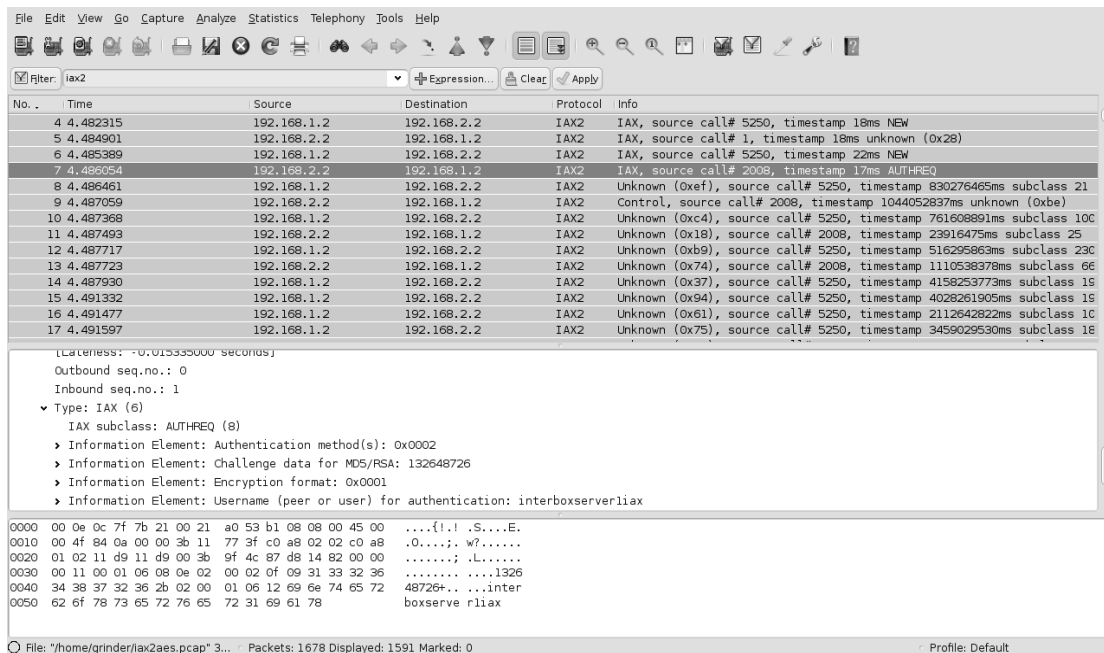 File Edit View Go Capture Analyze Statistics Telephony Tools Help
Filter: iax2 Expression... Clear Apply
No. . Time Source Destination Protocol Info
4 4.482315 192.168.1.2 192.168.2.2 IAX2 IAX, source call# 5250, timestamp 18ms NEW
5 4.484901 192.168.2.2 192.168.1.2 IAX2 IAX, source call# 1, timestamp 18ms unknown (0x28)
6 4.485389 192.168.1.2 192.168.2.2 IAX2 IAX, source call# 5250, timestamp 22ms NEW
7 4.486054 192.168.2.2 192.168.1.2 IAX2 IAX, source call# 2008, timestamp 17ms AUTHREQ
8 4.486461 192.168.1.2 192.168.2.2 IAX2 Unknown (0xef), source call# 5250, timestamp 830276465ms subclass 21
9 4.487059 192.168.2.2 192.168.1.2 IAX2 Control, source call# 2008, timestamp 1044052837ms unknown (0xbe)
10 4.487368 192.168.1.2 192.168.2.2 IAX2 Unknown (0xc4), source call# 5250, timestamp 761608891ms subclass 100
11 4.487493 192.168.2.2 192.168.1.2 IAX2 Unknown (0x18), source call# 2008, timestamp 23916475ms subclass 25
12 4.487717 192.168.1.2 192.168.2.2 IAX2 Unknown (0xb9), source call# 5250, timestamp 516295863ms subclass 230
13 4.487723 192.168.2.2 192.168.1.2 IAX2 Unknown (0x74), source call# 2008, timestamp 1110538378ms subclass 66
14 4.487930 192.168.1.2 192.168.2.2 IAX2 Unknown (0x37), source call# 5250, timestamp 4158253773ms subclass 19
15 4.491332 192.168.1.2 192.168.2.2 IAX2 Unknown (0x94), source call# 5250, timestamp 4028261905ms subclass 19
16 4.491477 192.168.1.2 192.168.2.2 IAX2 Unknown (0x61), source call# 5250, timestamp 2112642822ms subclass 10
17 4.491597 192.168.1.2 192.168.2.2 IAX2 Unknown (0x75), source call# 5250, timestamp 3459029530ms subclass 18
[Lateness: -0.015335000 seconds]
Outbound seq.no.: 0
Inbound seq.no.: 1
Type: IAX (6)
IAX subclass: AUTHREQ (8)
Information Element: Authentication method(s): 0x0002
Information Element: Challenge data for MD5/RSA: 132648726
Information Element: Encryption format: 0x0001
Information Element: Username (peer or user) for authentication: interboxserver1iax
0000 00 0e 0c 7f 7b 21 00 21 a0 53 b1 08 08 00 45 00 ....{!.! .S....E.
0010 00 4f 84 0a 00 00 3b 11 77 3f c0 a8 02 02 c0 a8 .O....;. w?......
0020 01 02 11 d9 11 d9 00 3b 9f 4c 87 d8 14 82 00 00 .......; .L......
0030 00 11 00 01 06 08 0e 02 00 02 0f 09 31 33 32 36 ........ ....1326
0040 34 38 37 32 36 2b 02 00 01 06 12 69 6e 74 65 72 48726+.. ...inter
0050 62 6f 78 73 65 72 76 65 72 31 69 61 78 boxserve r1iax
File: "/home/grinder/iax2aes.pcap" 3... Packets: 1678 Displayed: 1591 Marked: 0 Profile: Default